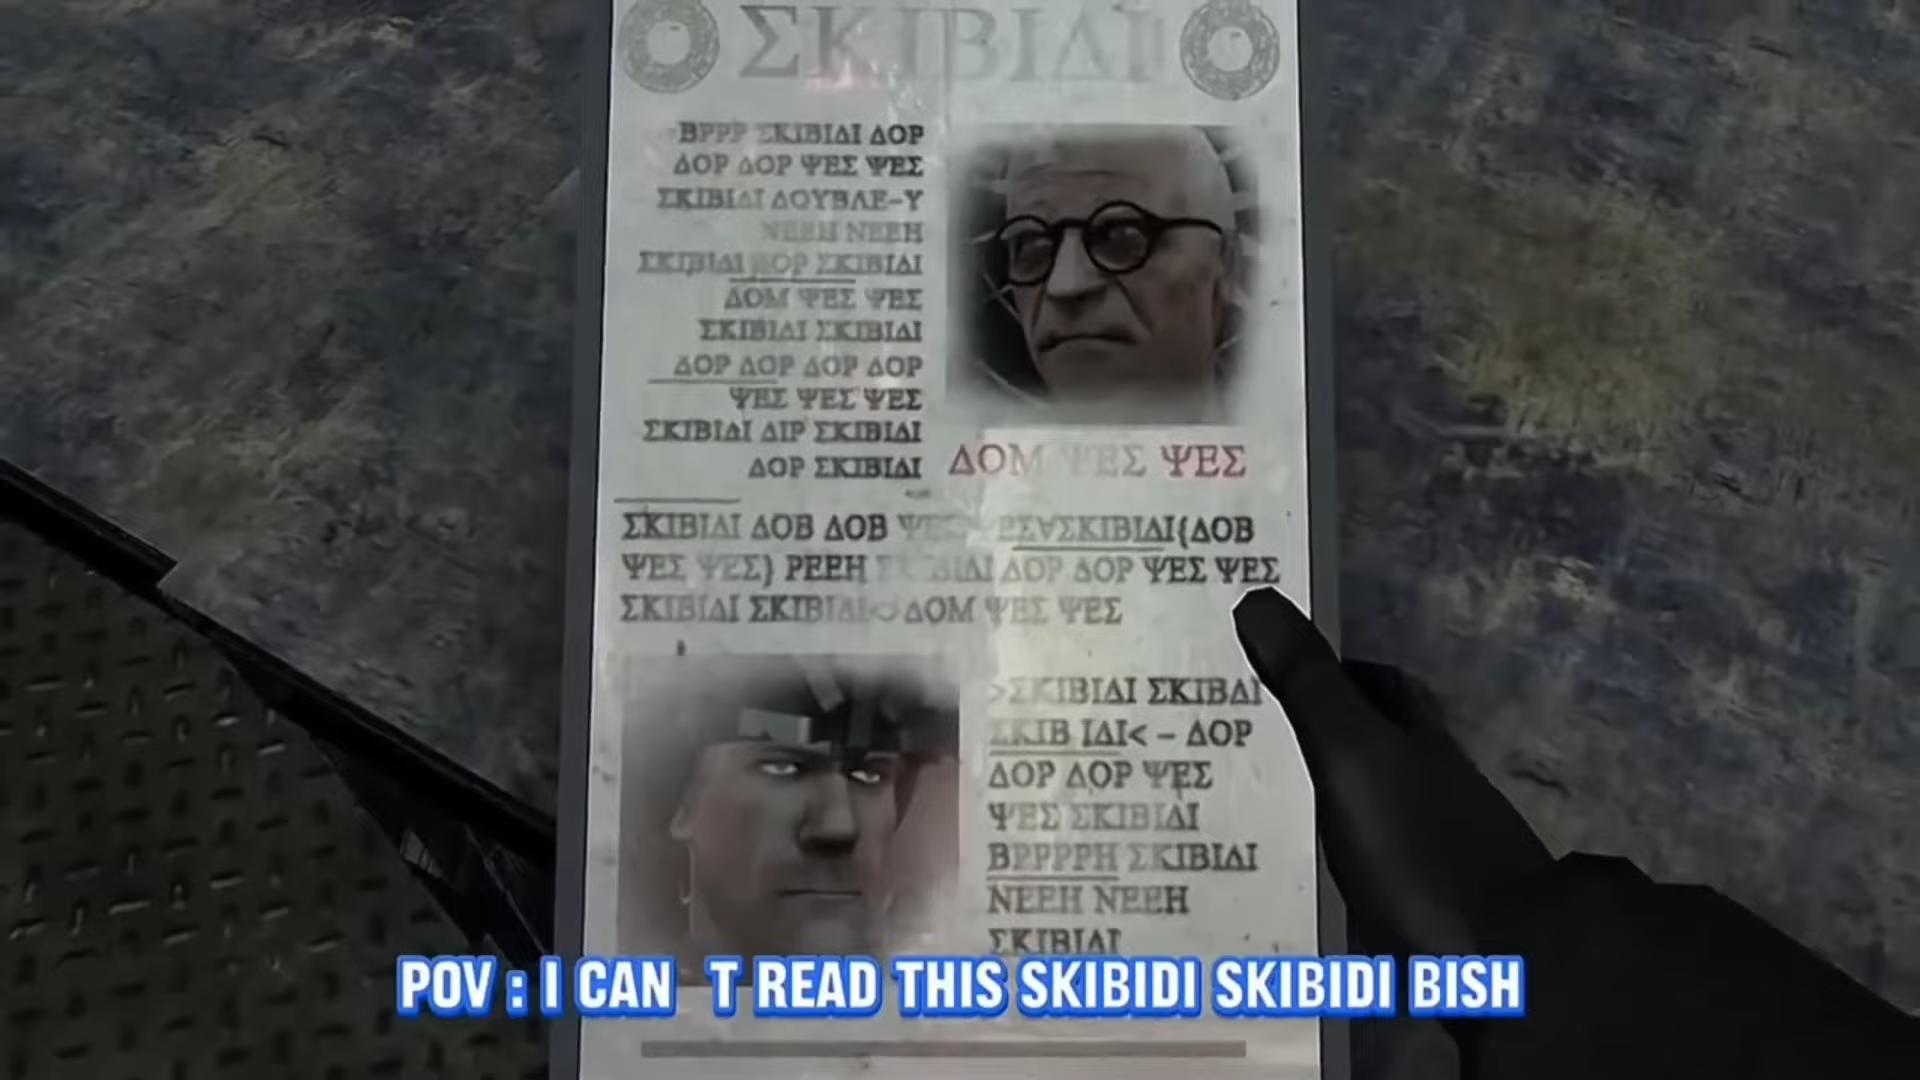 ΣΚΙΒΙΔΙ
ΒΡΡΡ ΣΚΙΒΙΔΙ ΔΟΡ
ΔΟΡ ΔΟΡ ΨΕΣ ΨΕΣ
ΣΚΙΒΙΔΙ ΔΟΥΒΛΕ-Υ
ΝΕΕΗ ΝΕΕΗ
ΣΚΙΒΙΔΙ ΔΟΡ ΣΚΙΒΙΔΙ
ΔΟΜ ΨΕΣ ΨΕΣ
ΣΚΙΒΙΔΙ ΣΚΙΒΙΔΙ
ΔΟΡ ΔΟΡ ΔΟΡ ΔΟΡ
ΨΕΣ ΨΕΣ ΨΕΣ
ΣΚΙΒΙΔΙ ΔΙΡ ΣΚΙΒΙΔΙ
ΔΟΡ ΣΚΙΒΙΔΙ
ΔΟΜ ΨΕΣ ΨΕΣ
ΣΚΙΒΙΔΙ ΔΟΒ ΔΟΒ (ΔΟΒ
ΨΕΣ ΨΕΣ) ΡΕΕΗ ΣΚΙΒΙΔΙ ΔΟΡ ΔΟΡ ΨΕΣ ΨΕΣ
ΣΚΙΒΙΔΙ ΣΚΙΒΙΔΙ ΔΟΜ ΨΕΣ ΨΕΣ
>ΣΚΙΒΙΔΙ ΣΚΙΒΔΙ
ΣΚΙΒ ΙΔΙ< - ΔΟΡ
ΔΟΡ ΔΟΡ ΨΕΣ
ΨΕΣ ΣΚΙΒΙΔΙ
ΒΡΡΡΡΗ ΣΚΙΒΙΔΙ
ΝΕΕΗ ΝΕΕΗ
ΣΚΙΒΙΔΙ
POV : I CAN T READ THIS SKIBIDI SKIBIDI BISH